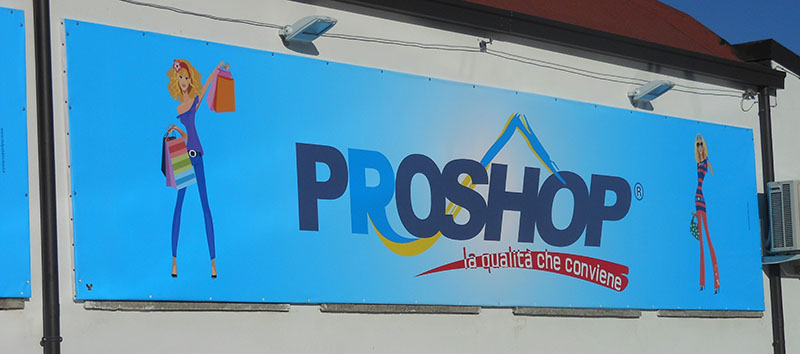 PROSHOP®
la qualità che conviene